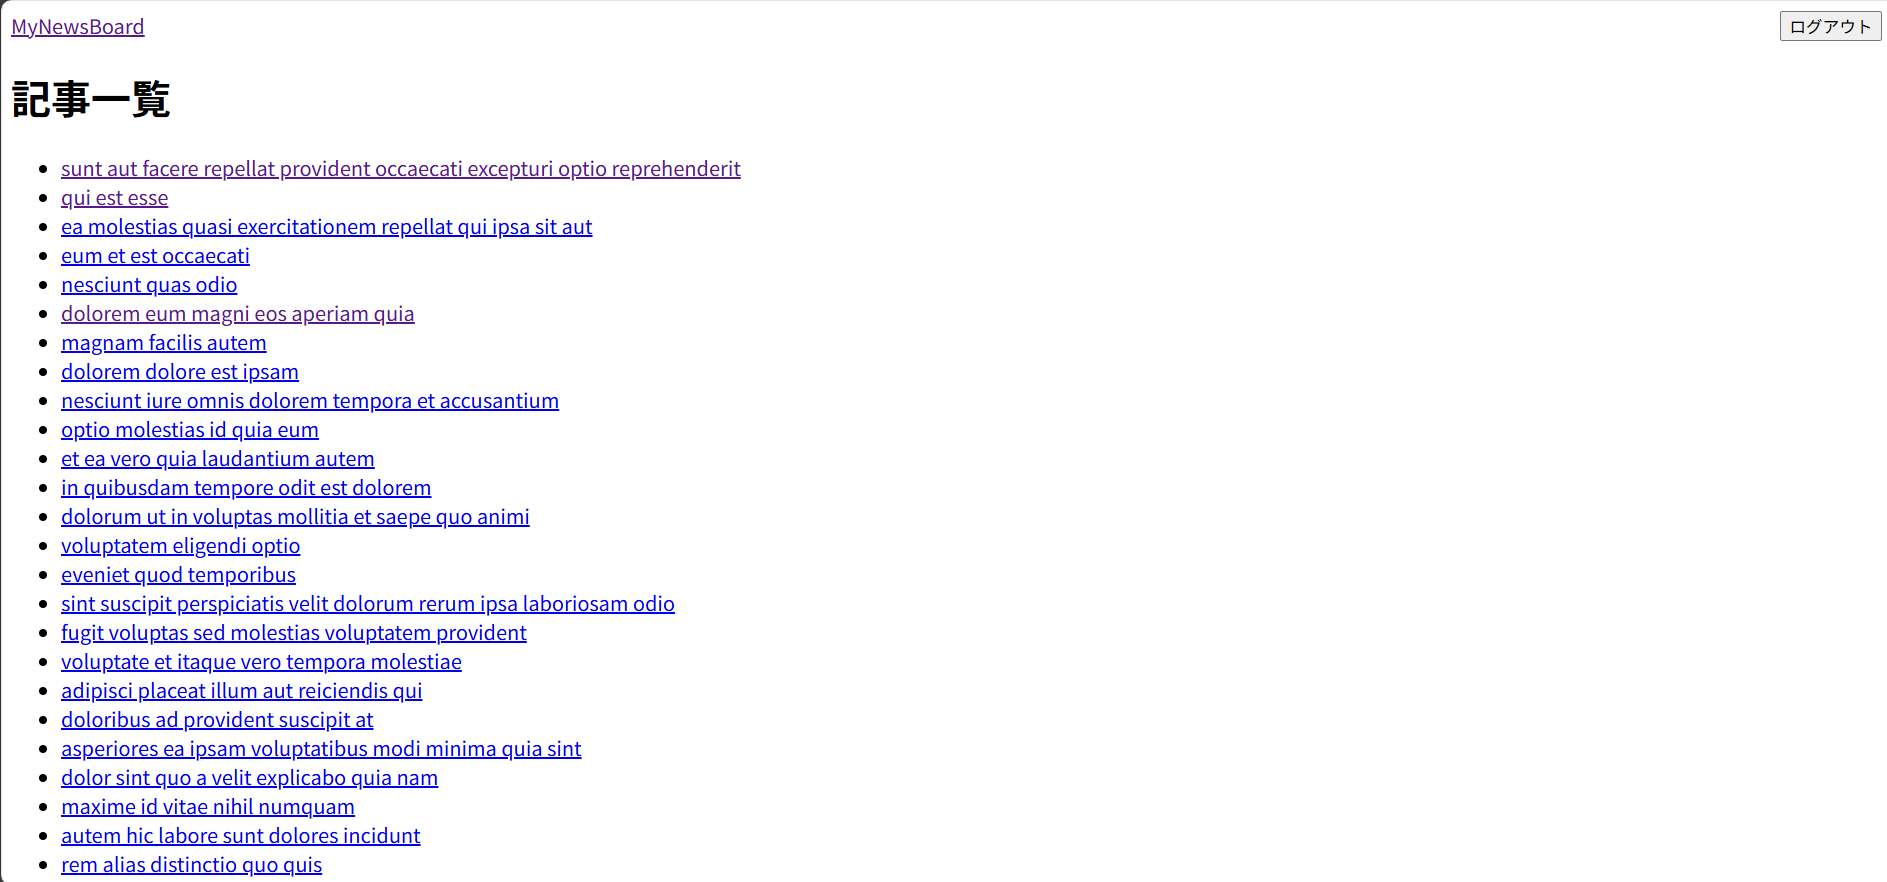 MyNewsBoard
ログアウト
記事一覧
sunt aut facere repellat provident occaecati excepturi optio reprehenderit
qui est esse
ea molestias quasi exercitationem repellat qui ipsa sit aut
eum et est occaecati
nesciunt quas odio
dolorem eum magni eos aperiam quia
magnam facilis autem
dolorem dolore est ipsam
nesciunt iure omnis dolorem tempora et accusantium
optio molestias id quia eum
et ea vero quia laudantium autem
in quibusdam tempore odit est dolorem
dolorum ut in voluptas mollitia et saepe quo animi
voluptatem eligendi optio
eveniet quod temporibus
sint suscipit perspiciatis velit dolorum rerum ipsa laboriosam odio
fugit voluptas sed molestias voluptatem provident
voluptate et itaque vero tempora molestiae
adipisci placeat illum aut reiciendis qui
doloribus ad provident suscipit at
asperiores ea ipsam voluptatibus modi minima quia sint
dolor sint quo a velit explicabo quia nam
maxime id vitae nihil numquam
autem hic labore sunt dolores incidunt
rem alias distinctio quo quis